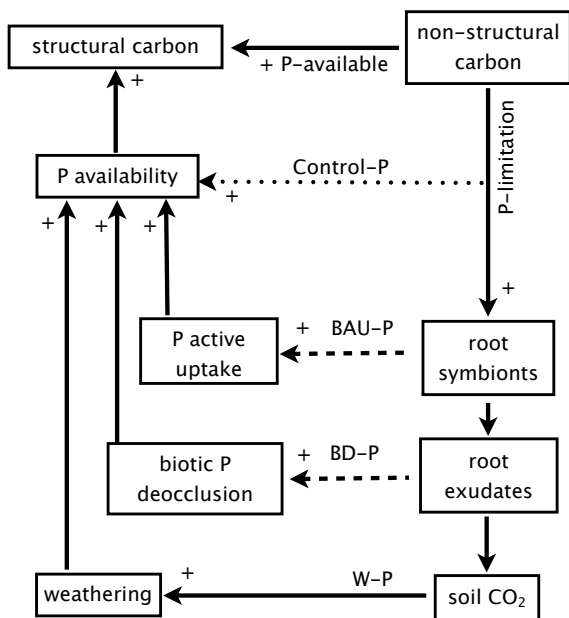 structural carbon
non-structural
carbon
+ P-available
+
P-limitation
P availability
Control-P
+
+
+
+
+
P active
uptake
+ BAU-P
root
symbionts
biotic P
deocclusion
+ BD-P
root
exudates
weathering
+
W-P
soil CO₂